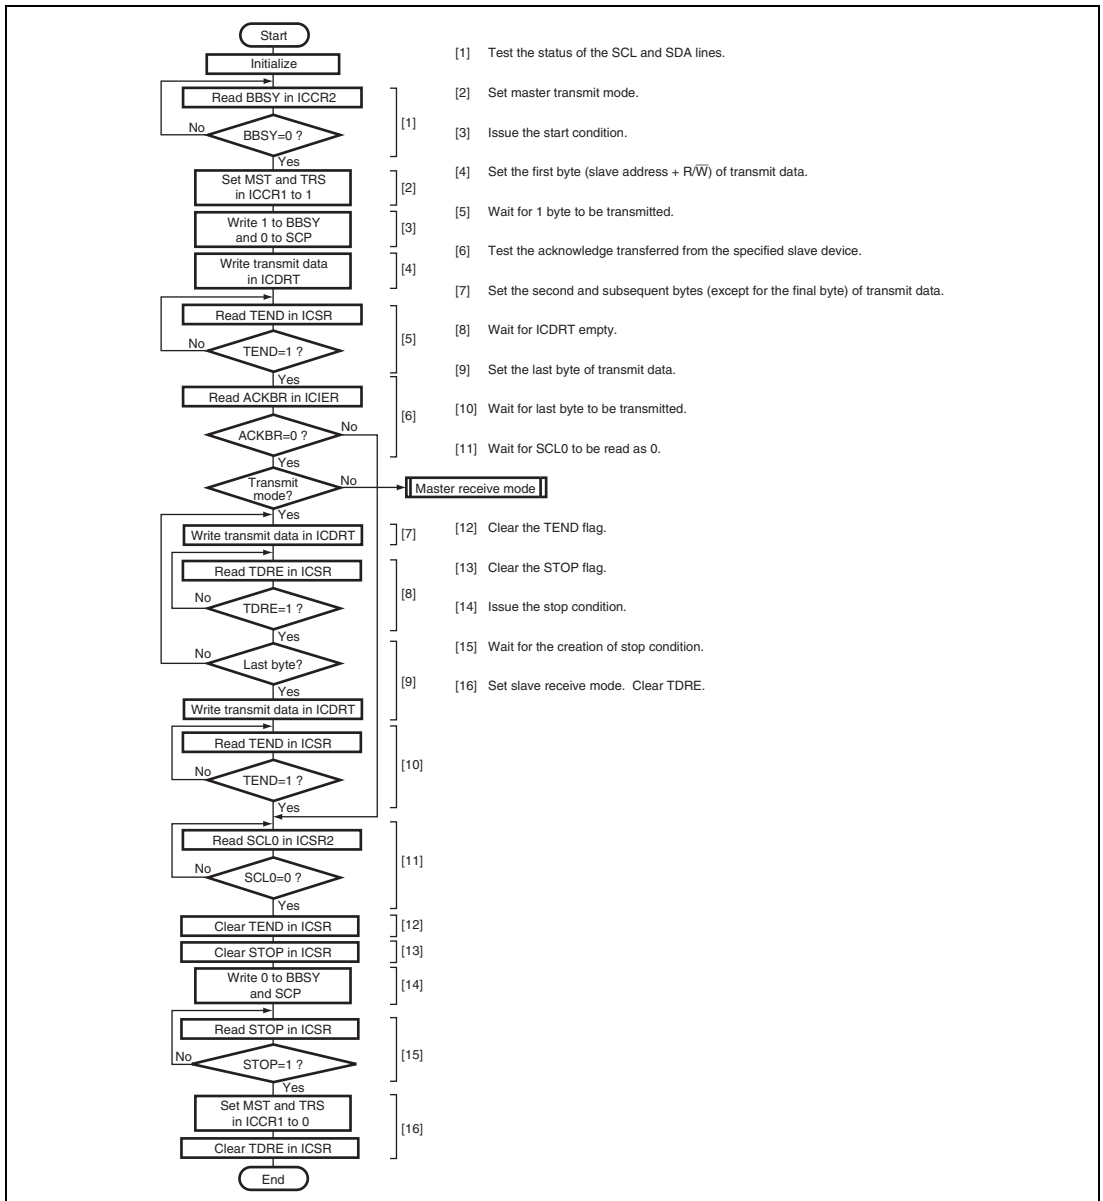 Start
Initialize
Read BBSY in ICCR2
BBSY=0 ?
No
Yes
[1]
Set MST and TRS
in ICCR1 to 1
[2]
Write 1 to BBSY
and 0 to SCP
[3]
Write transmit data
in ICDRT
[4]
Read TEND in ICSR
No
TEND=1 ?
Yes
[5]
Read ACKBR in ICIER
ACKBR=0 ?
No
Yes
[6]
Transmit
mode?
No
Master receive mode
Yes
Write transmit data in ICDRT
[7]
Read TDRE in ICSR
No
TDRE=1 ?
Yes
[8]
No
Last byte?
Yes
Write transmit data in ICDRT
[9]
Read TEND in ICSR
No
TEND=1 ?
Yes
[10]
Read SCL0 in ICSR2
No
SCL0=0 ?
Yes
[11]
Clear TEND in ICSR
[12]
Clear STOP in ICSR
[13]
Write 0 to BBSY
and SCP
[14]
Read STOP in ICSR
No
STOP=1 ?
Yes
[15]
Set MST and TRS
in ICCR1 to 0
Clear TDRE in ICSR
[16]
End
[1] Test the status of the SCL and SDA lines.
[2] Set master transmit mode.
[3] Issue the start condition.
[4] Set the first byte (slave address + R/W̅) of transmit data.
[5] Wait for 1 byte to be transmitted.
[6] Test the acknowledge transferred from the specified slave device.
[7] Set the second and subsequent bytes (except for the final byte) of transmit data.
[8] Wait for ICDRT empty.
[9] Set the last byte of transmit data.
[10] Wait for last byte to be transmitted.
[11] Wait for SCL0 to be read as 0.
[12] Clear the TEND flag.
[13] Clear the STOP flag.
[14] Issue the stop condition.
[15] Wait for the creation of stop condition.
[16] Set slave receive mode. Clear TDRE.